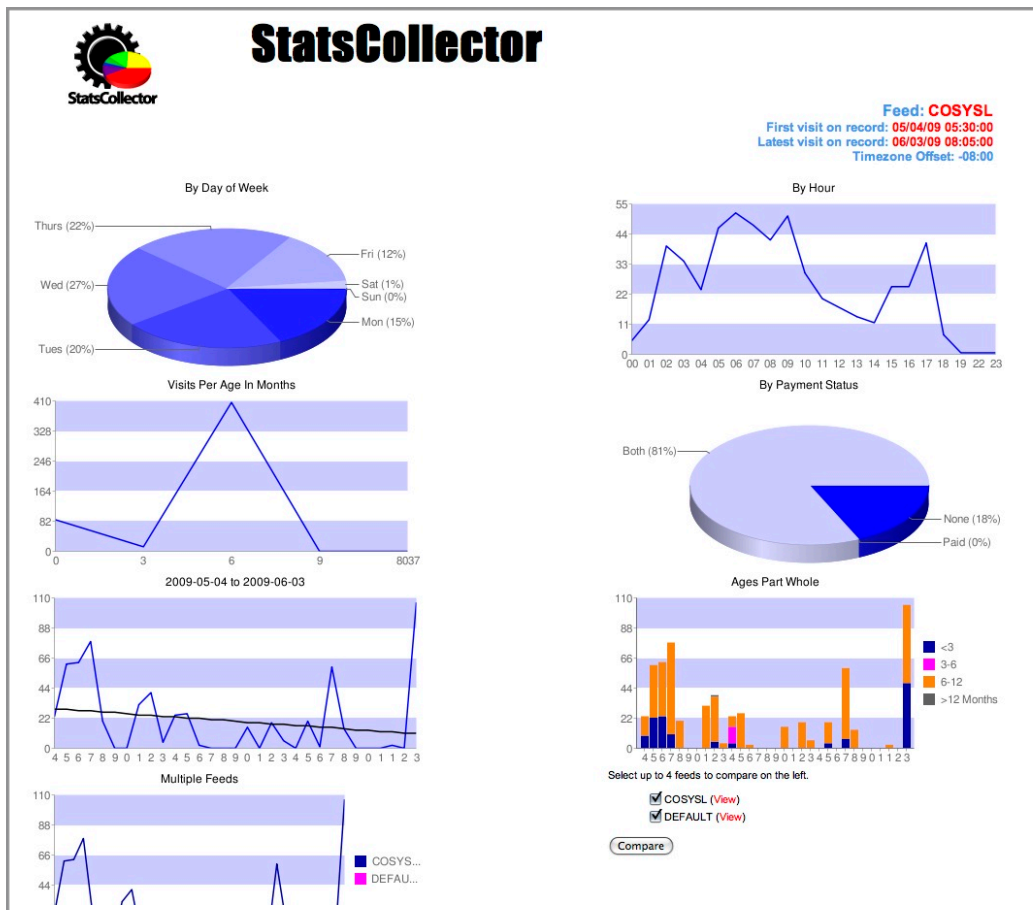 StatsCollector
StatsCollector
Feed: COSYSL
First visit on record: 05/04/09 05:30:00
Latest visit on record: 06/03/09 08:05:00
Timezone Offset: -08:00
By Day of Week
Thurs (22%)
Fri (12%)
Wed (27%)
Sat (1%)
Sun (0%)
Mon (15%)
Tues (20%)
By Hour
55
44
33
22
11
0
00 01 02 03 04 05 06 07 08 09 10 11 12 13 14 15 16 17 18 19 22 23
Visits Per Age In Months
410
328
246
164
82
0
0 3 6 9 8037
By Payment Status
Both (81%)
None (18%)
Paid (0%)
2009-05-04 to 2009-06-03
110
88
66
44
22
0
4 5 6 7 8 9 0 1 2 3 4 5 6 7 8 9 0 1 2 3 4 5 6 7 8 9 0 1 1 2 3
Ages Part Whole
110
88
66
44
22
0
4 5 6 7 8 9 0 1 2 3 4 5 6 7 8 9 0 1 2 3 4 5 6 7 8 9 0 1 1 2 3
<3
3-6
6-12
>12 Months
Multiple Feeds
110
88
66
44
COSYS...
DEFAU...
Select up to 4 feeds to compare on the left.
COSYSL (View)
DEFAULT (View)
Compare